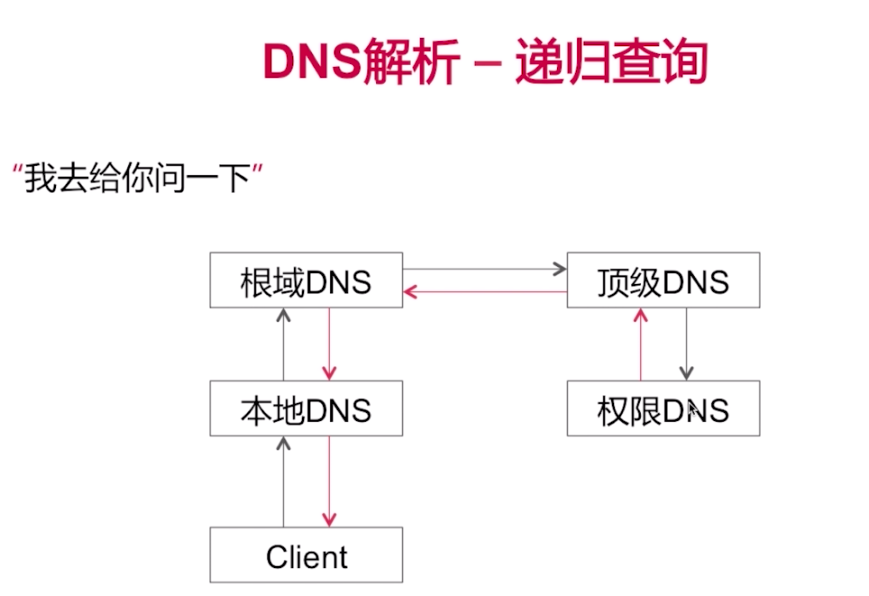 DNS解析 – 递归查询
“我去给你问一下”
根域DNS
顶级DNS
本地DNS
权限DNS
Client